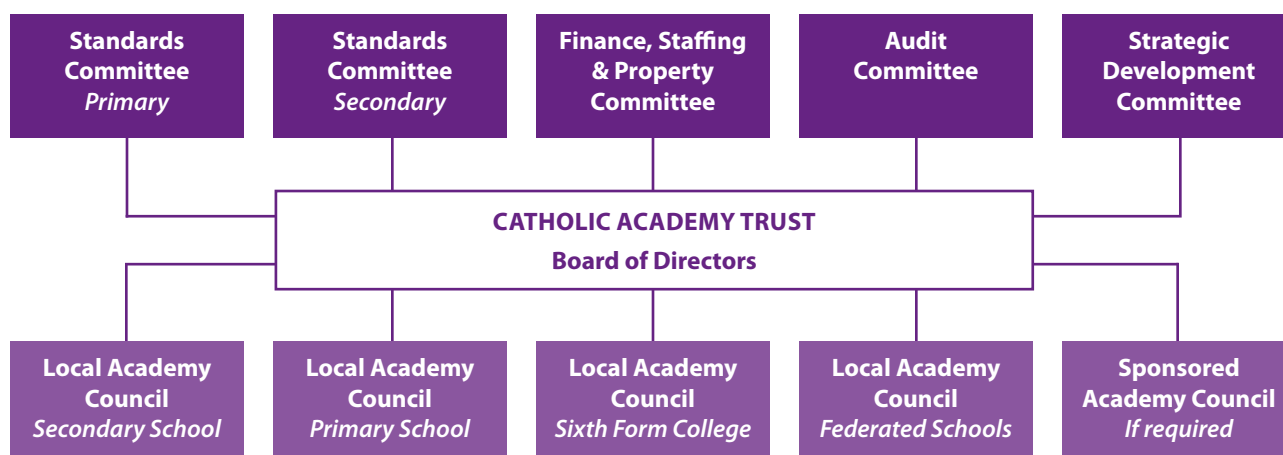 Standards
Committee
Primary
Standards
Committee
Secondary
Finance, Staffing
& Property
Committee
Audit
Committee
Strategic
Development
Committee
CATHOLIC ACADEMY TRUST
Board of Directors
Local Academy
Council
Secondary School
Local Academy
Council
Primary School
Local Academy
Council
Sixth Form College
Local Academy
Council
Federated Schools
Sponsored
Academy Council
If required